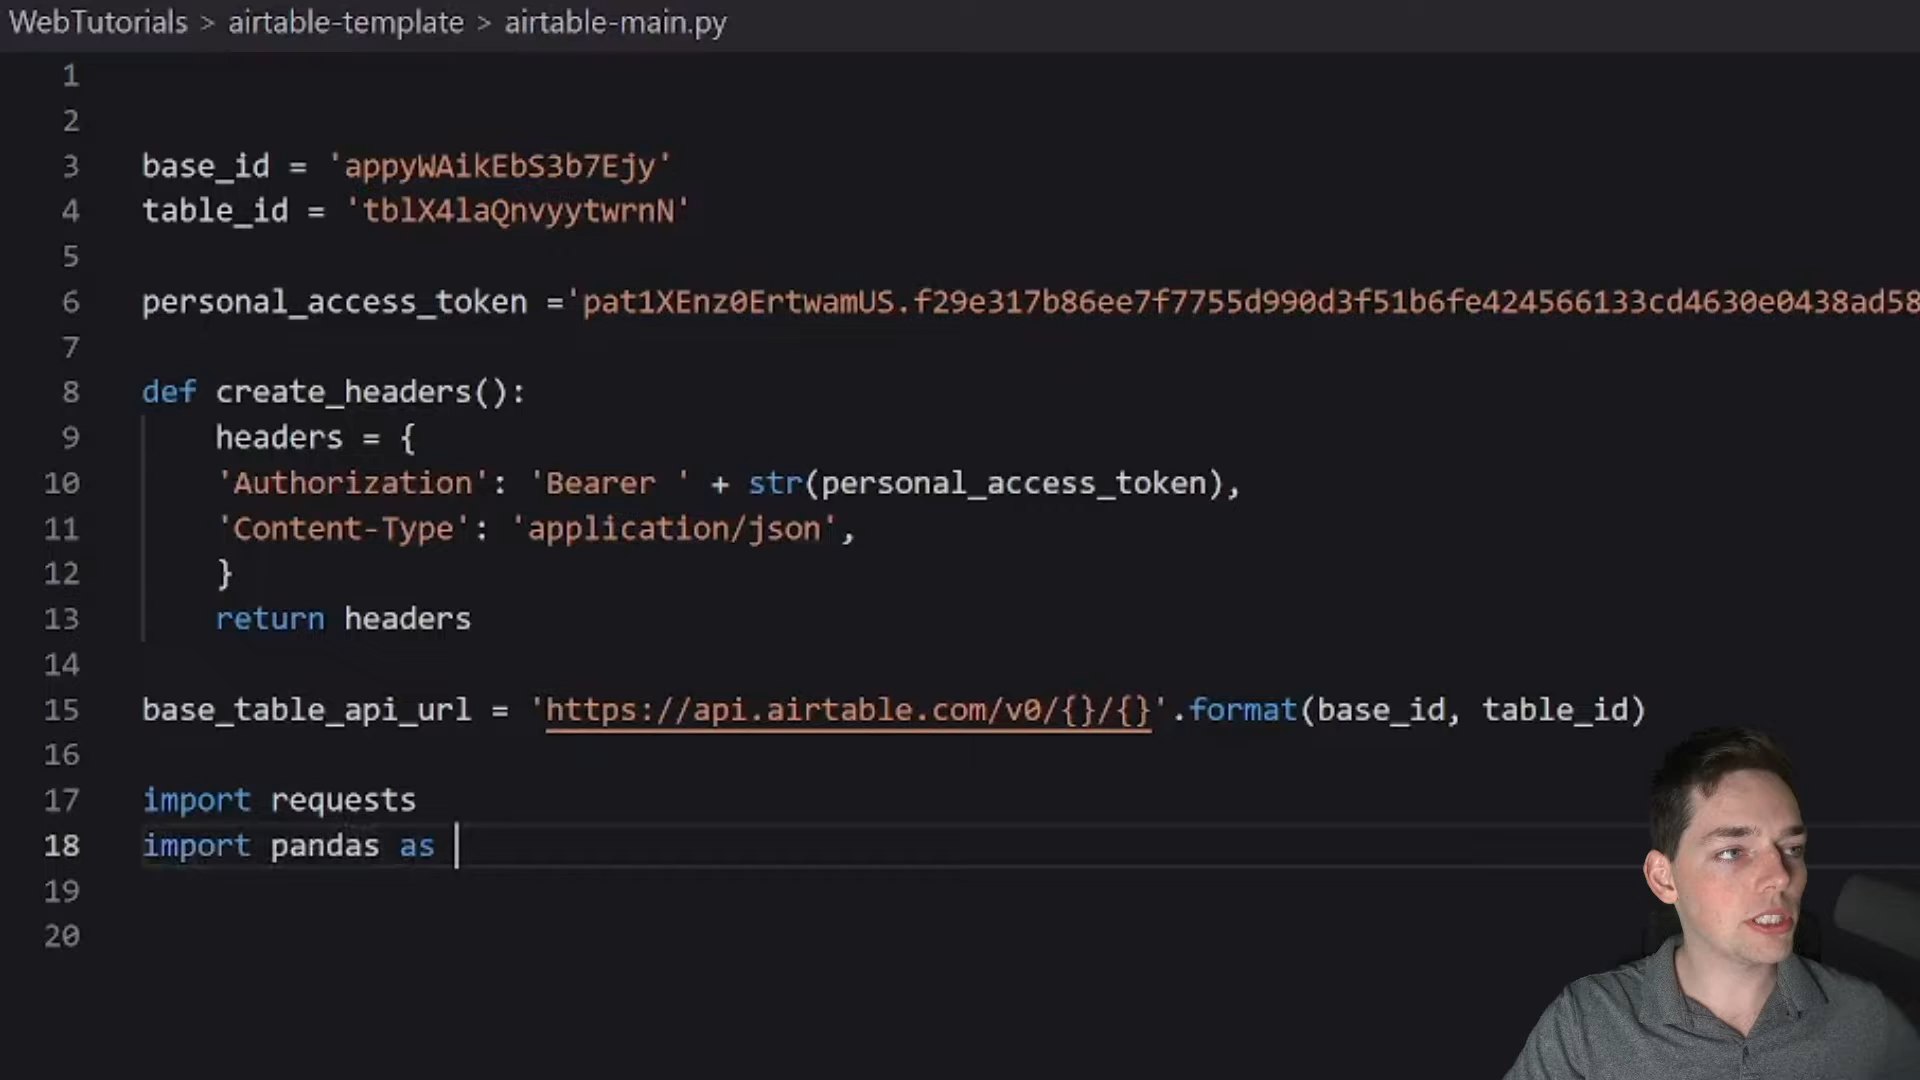 WebTutorials > airtable-template > airtable-main.py
1
2
3 base_id = 'appyWAikEbS3b7Ejy'
4 table_id = 'tblX4laQnvyytwrnN'
5
6 personal_access_token ='pat1XEnz0ErtwamUS.f29e317b86ee7f7755d990d3f51b6fe424566133cd4630e0438ad58
7
8 def create_headers():
9 headers = {
10 'Authorization': 'Bearer ' + str(personal_access_token),
11 'Content-Type': 'application/json',
12 }
13 return headers
14
15 base_table_api_url = 'https://api.airtable.com/v0/{}/{}'.format(base_id, table_id)
16
17 import requests
18 import pandas as
19
20